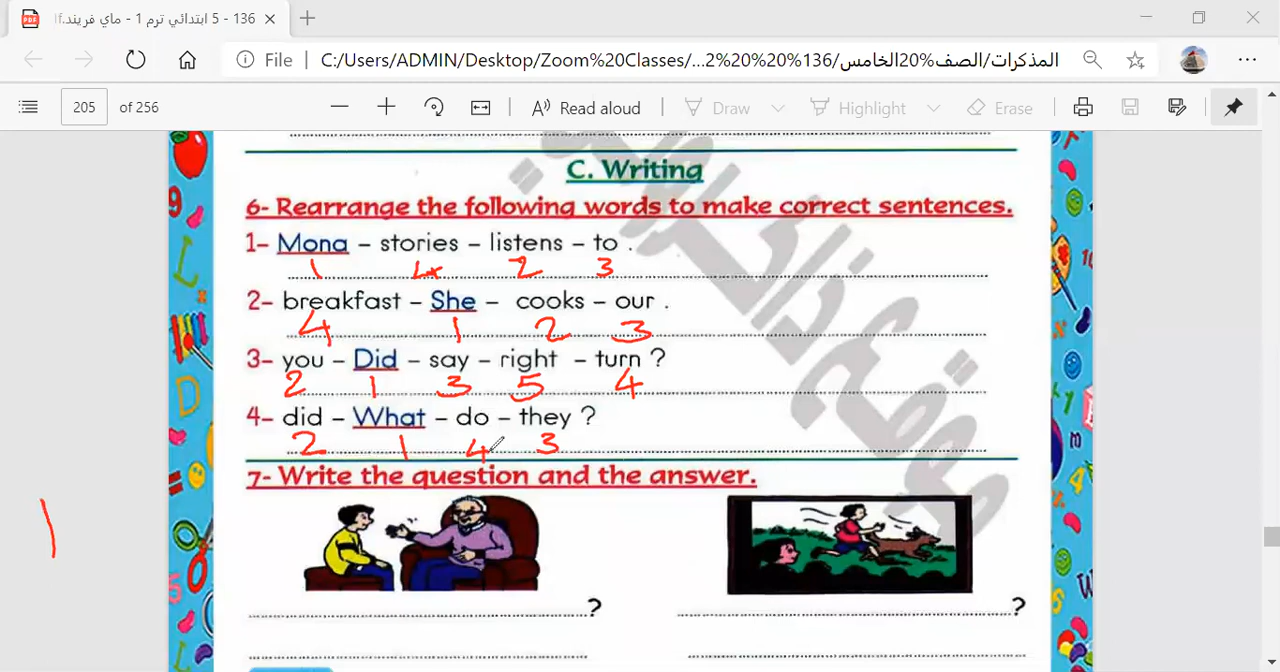 136 - 5 ابتدائي ترم 1 - ماي فريند.If
File C:/Users/ADMIN/Desktop/Zoom%20Classes/...2%20%20%136/المذكرات/الصف%20الخامس
205 of 256 Read aloud Draw Highlight Erase
C. Writing
6- Rearrange the following words to make correct sentences.
1- Mona – stories – listens – to .
1 4 2 3
2- breakfast – She – cooks – our .
4 1 2 3
3- you – Did – say – right – turn ?
2 1 3 5 4
4- did – What – do – they ?
2 1 4 3
7- Write the question and the answer.
? ?